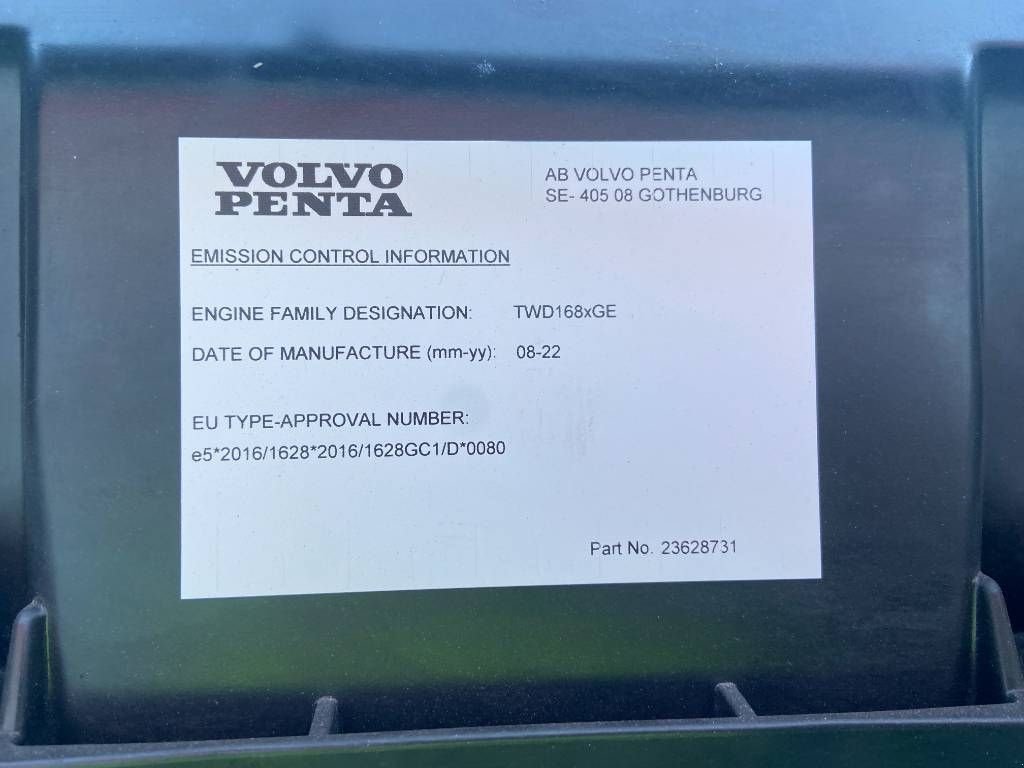 VOLVO
PENTA
AB VOLVO PENTA
SE- 405 08 GOTHENBURG
EMISSION CONTROL INFORMATION
ENGINE FAMILY DESIGNATION: TWD168xGE
DATE OF MANUFACTURE (mm-yy): 08-22
EU TYPE-APPROVAL NUMBER:
e5*2016/1628*2016/1628GC1/D*0080
Part No. 23628731